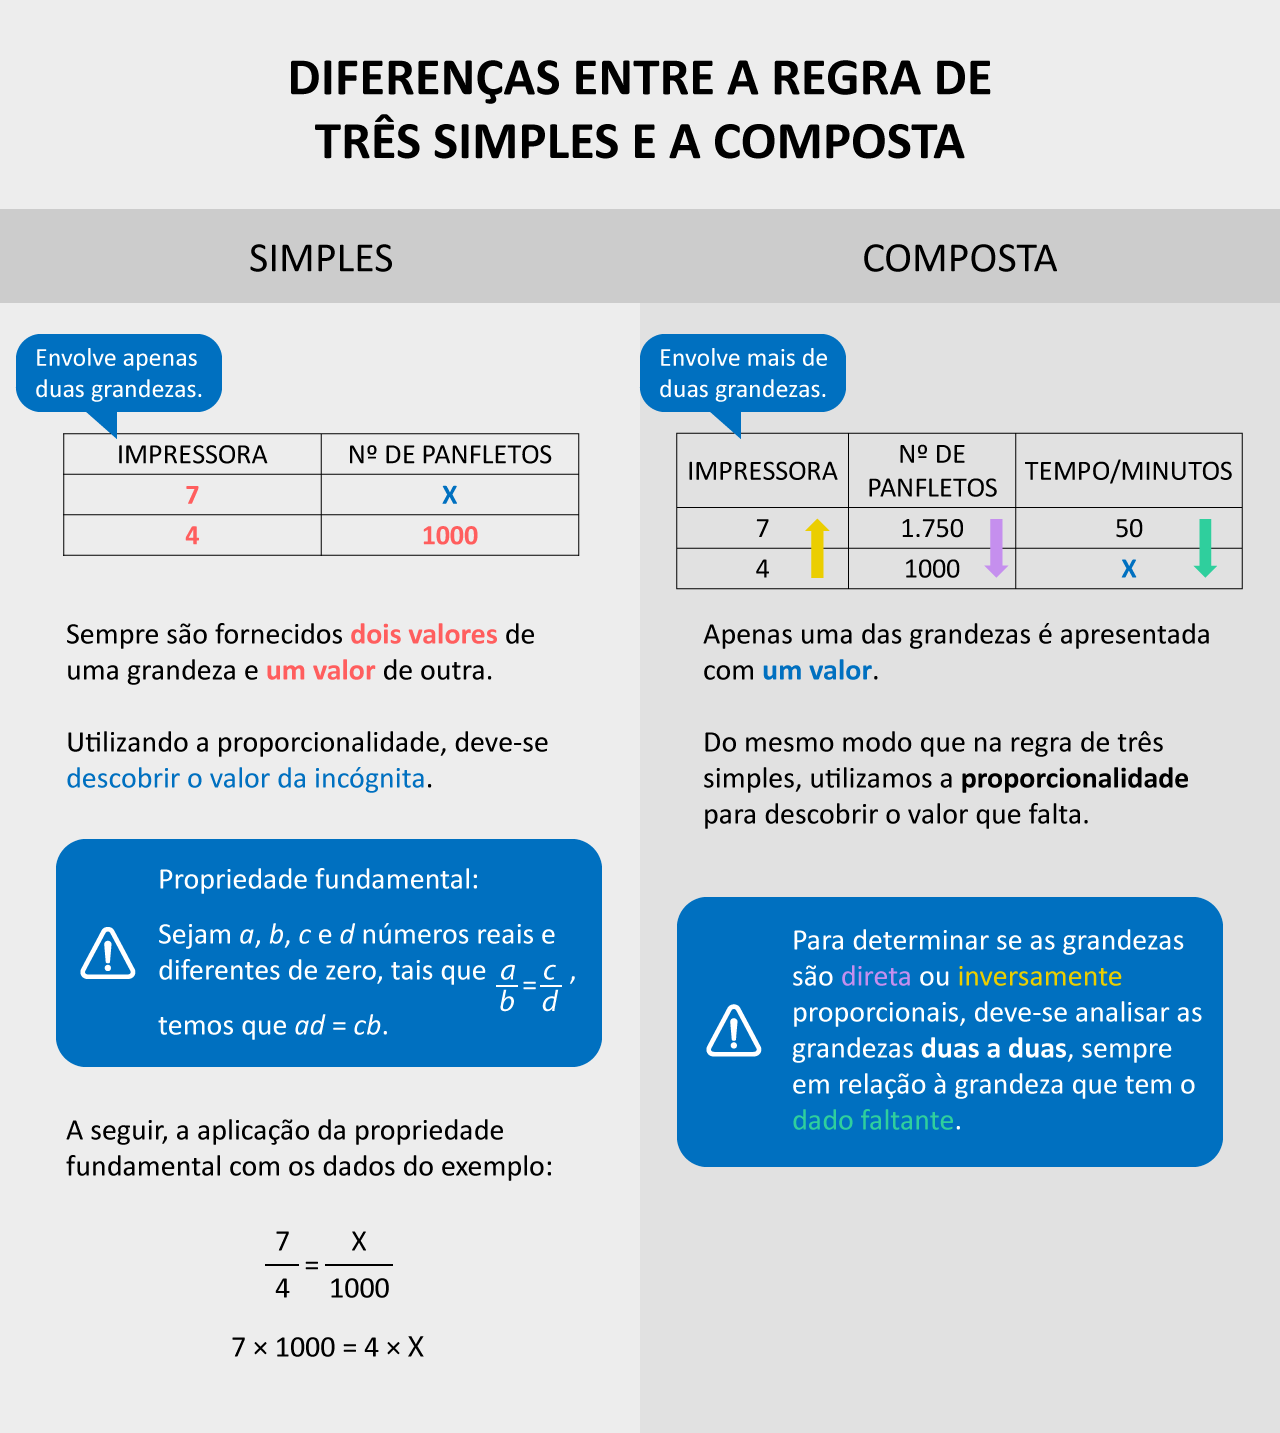 DIFERENÇAS ENTRE A REGRA DE
TRÊS SIMPLES E A COMPOSTA
SIMPLES
Envolve apenas
duas grandezas.
IMPRESSORA Nº DE PANFLETOS
7 X
4 1000
Sempre são fornecidos dois valores de
uma grandeza e um valor de outra.
Utilizando a proporcionalidade, deve-se
descobrir o valor da incógnita.
Propriedade fundamental:
Sejam a, b, c e d números reais e
diferentes de zero, tais que a/b = c/d ,
temos que ad = cb.
A seguir, a aplicação da propriedade
fundamental com os dados do exemplo:
7/4 = X/1000
7 × 1000 = 4 × X
COMPOSTA
Envolve mais de
duas grandezas.
IMPRESSORA Nº DE PANFLETOS TEMPO/MINUTOS
7 1.750 50
4 1000 X
Apenas uma das grandezas é apresentada
com um valor.
Do mesmo modo que na regra de três
simples, utilizamos a proporcionalidade
para descobrir o valor que falta.
Para determinar se as grandezas
são direta ou inversamente
proporcionais, deve-se analisar as
grandezas duas a duas, sempre
em relação à grandeza que tem o
dado faltante.